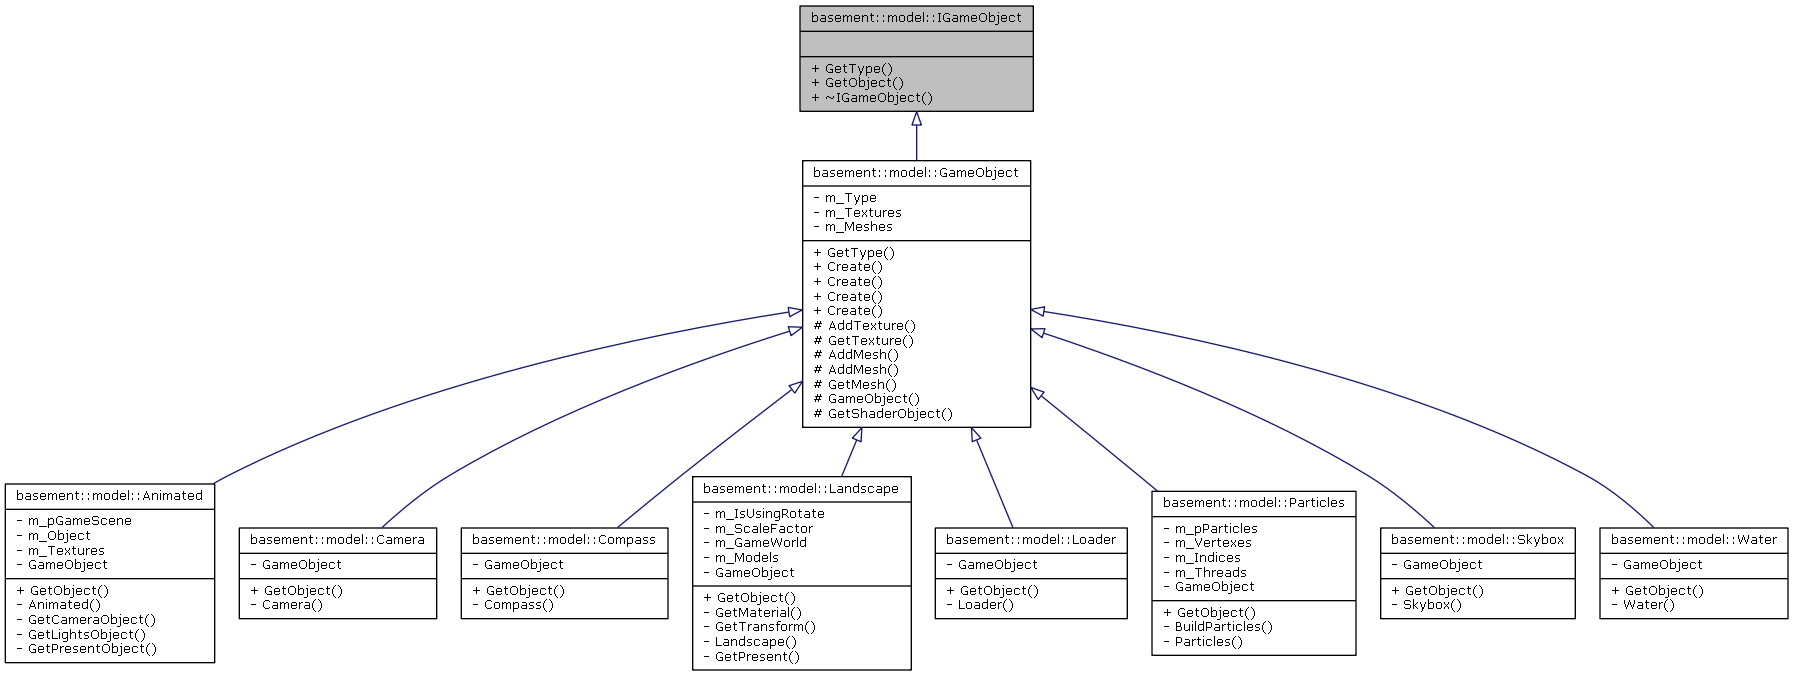 basement::model::IGameObject
+ GetType()
+ GetObject()
+ ~IGameObject()
basement::model::GameObject
- m_Type
- m_Textures
- m_Meshes
+ GetType()
+ Create()
+ Create()
+ Create()
+ Create()
# AddTexture()
# GetTexture()
# AddMesh()
# AddMesh()
# GetMesh()
# GameObject()
# GetShaderObject()
basement::model::Animated
- m_pGameScene
- m_Object
- m_Textures
- GameObject
+ GetObject()
- Animated()
- GetCameraObject()
- GetLightsObject()
- GetPresentObject()
basement::model::Camera
- GameObject
+ GetObject()
- Camera()
basement::model::Compass
- GameObject
+ GetObject()
- Compass()
basement::model::Landscape
- m_IsUsingRotate
- m_ScaleFactor
- m_GameWorld
- m_Models
- GameObject
+ GetObject()
- GetMaterial()
- GetTransform()
- Landscape()
- GetPresent()
basement::model::Loader
- GameObject
+ GetObject()
- Loader()
basement::model::Particles
- m_pParticles
- m_Vertexes
- m_Indices
- m_Threads
- GameObject
+ GetObject()
- BuildParticles()
- Particles()
basement::model::Skybox
- GameObject
+ GetObject()
- Skybox()
basement::model::Water
- GameObject
+ GetObject()
- Water()